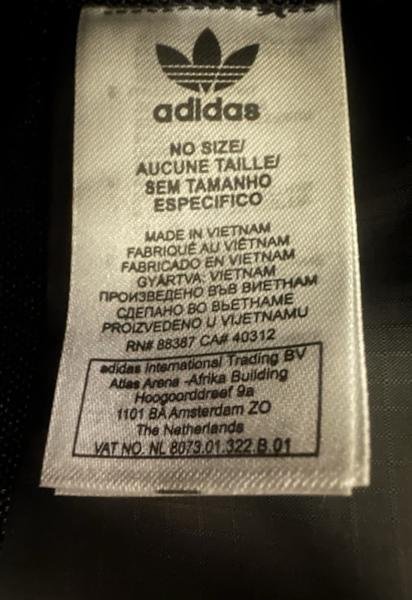 adidas
NO SIZE/
AUCUNE TAILLE/
SEM TAMANHO
ESPECIFICO
MADE IN VIETNAM
FABRIQUÉ AU VIÊTNAM
FABRICADO EN VIETNAM
GYÁRTVA: VIETNAM
ПРОИЗВЕДЕНО ВЪВ ВИЕТНАМ
СДЕЛАНО ВО ВЬЕТНАМЕ
PROIZVEDENO U VIJETNAMU
RN# 88387 CA# 40312
adidas International Trading BV
Atlas Arena -Afrika Building
Hoogoorddreef 9a
1101 BA Amsterdam ZO
The Netherlands
VAT NO. NL 8073.01.322.B.01